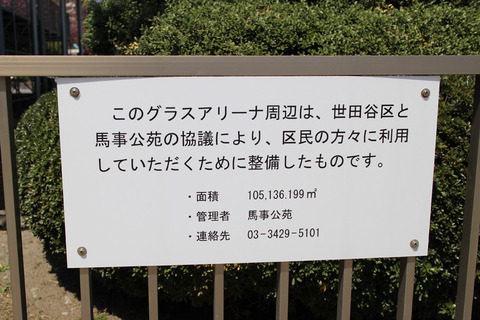 このグラスアリーナ周辺は、世田谷区と
馬事公苑の協議により、区民の方々に利用
していただくために整備したものです。
・面積 105,136.199㎡
・管理者 馬事公苑
・連絡先 03-3429-5101